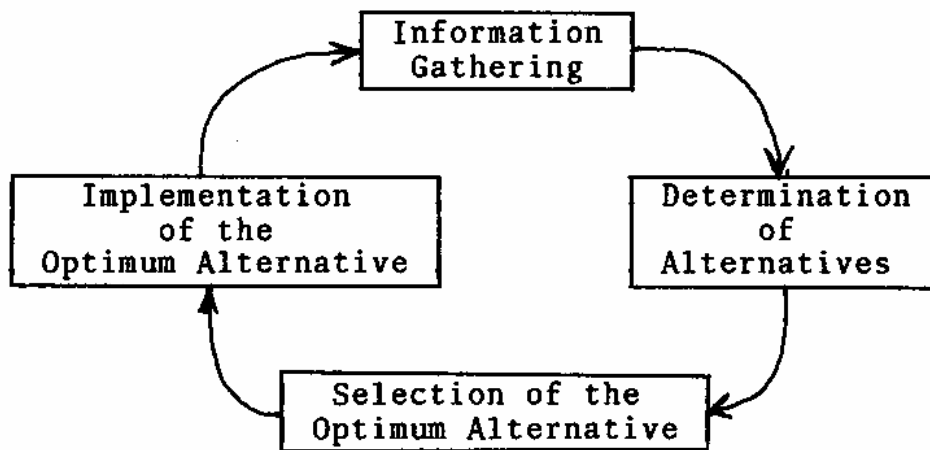 Information
Gathering
Determination
of
Alternatives
Selection of the
Optimum Alternative
Implementation
of the
Optimum Alternative